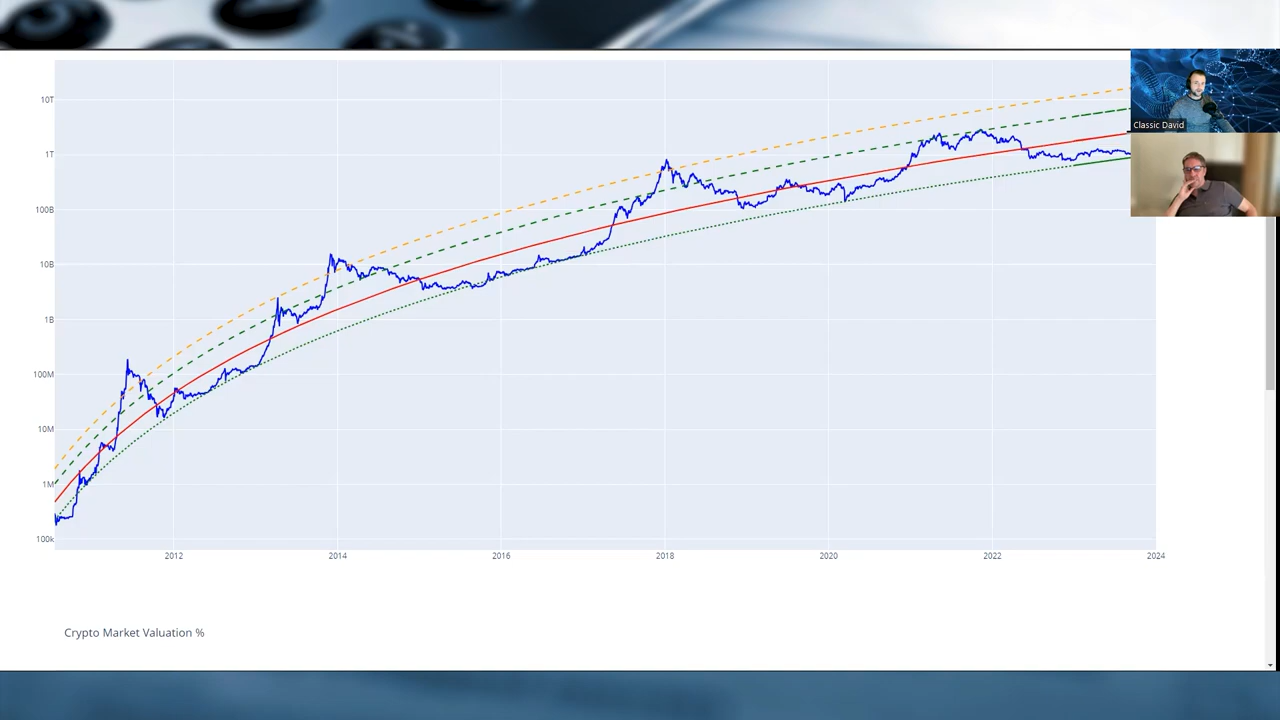 10T
1T
100B
10B
1B
100M
10M
1M
100k
2012 2014 2016 2018 2020 2022 2024
Classic David
Crypto Market Valuation %